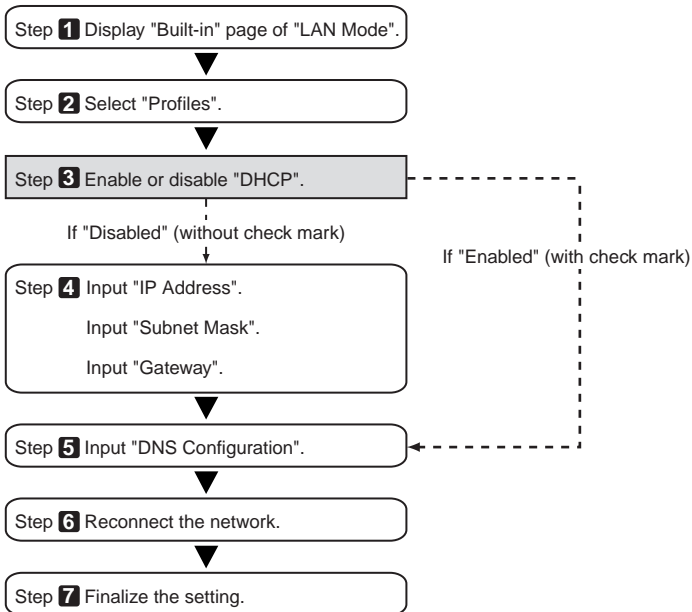 Step 1 Display "Built-in" page of "LAN Mode".
Step 2 Select "Profiles".
Step 3 Enable or disable "DHCP".
If "Disabled" (without check mark)
If "Enabled" (with check mark)
Step 4 Input "IP Address".
Input "Subnet Mask".
Input "Gateway".
Step 5 Input "DNS Configuration".
Step 6 Reconnect the network.
Step 7 Finalize the setting.